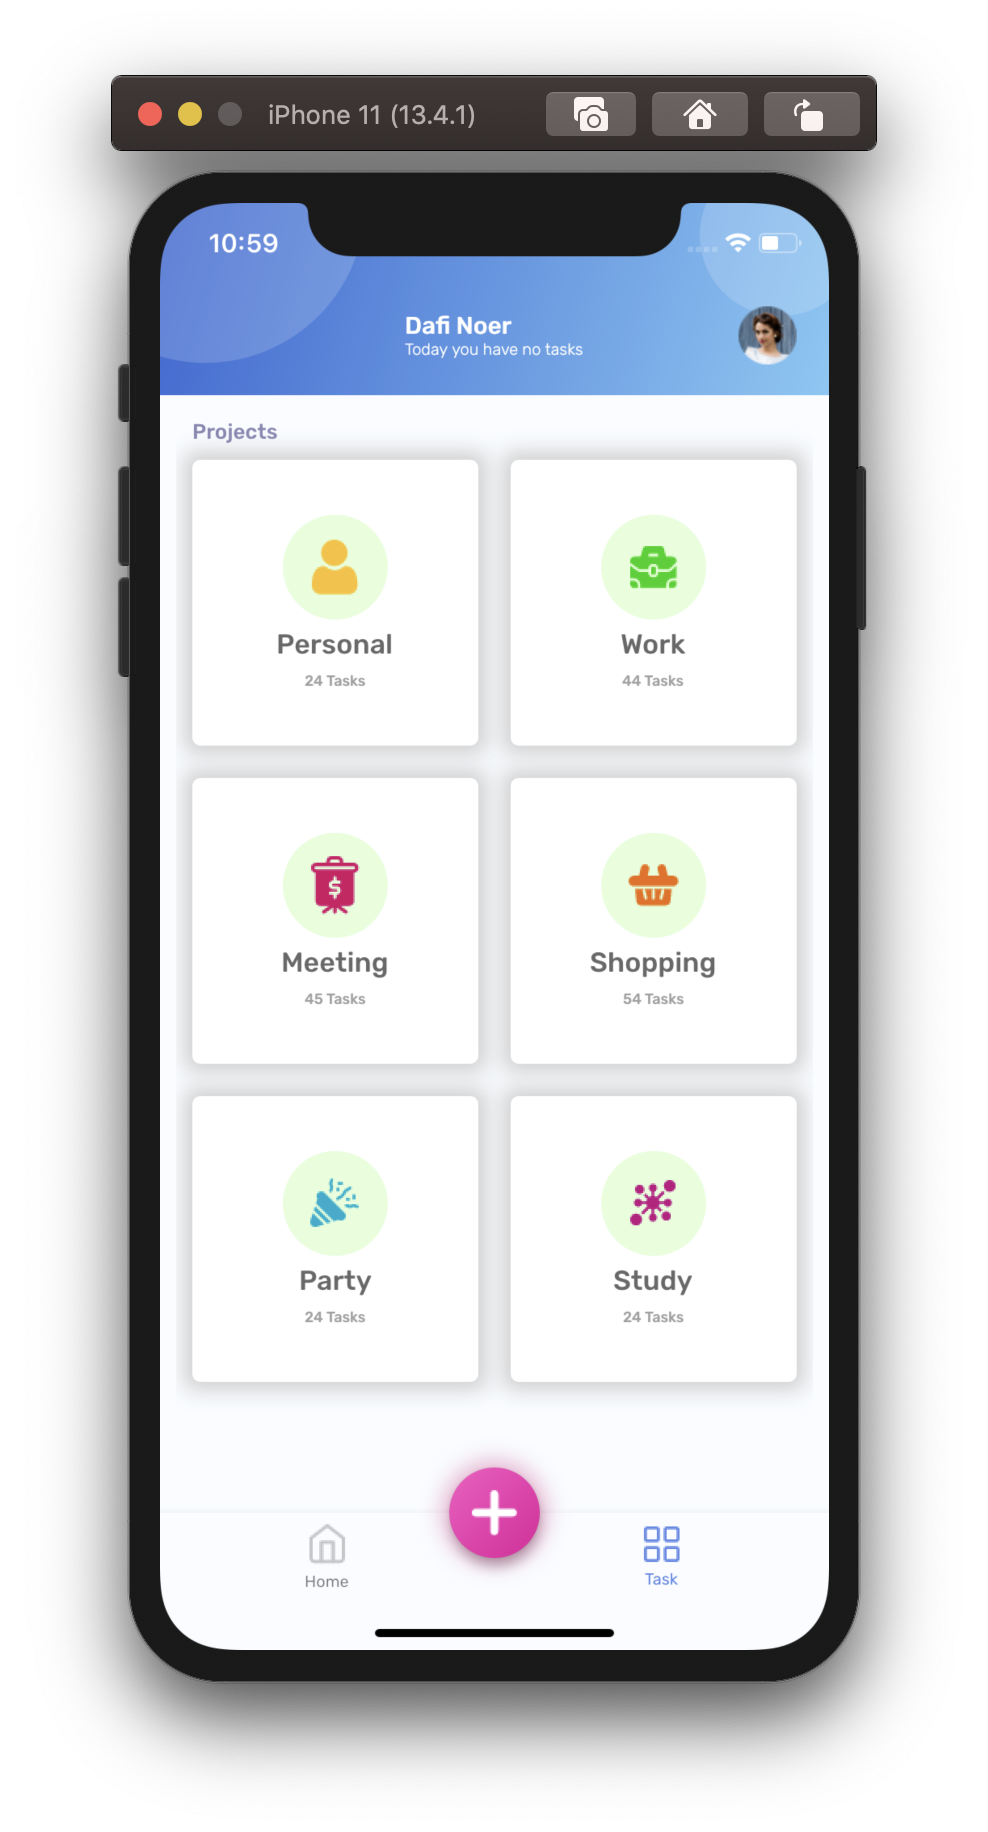 iPhone 11 (13.4.1)
10:59
Dafi Noer
Today you have no tasks
Projects
Personal
24 Tasks
Work
44 Tasks
$
Meeting
45 Tasks
Shopping
54 Tasks
Party
24 Tasks
Study
24 Tasks
Home
Task